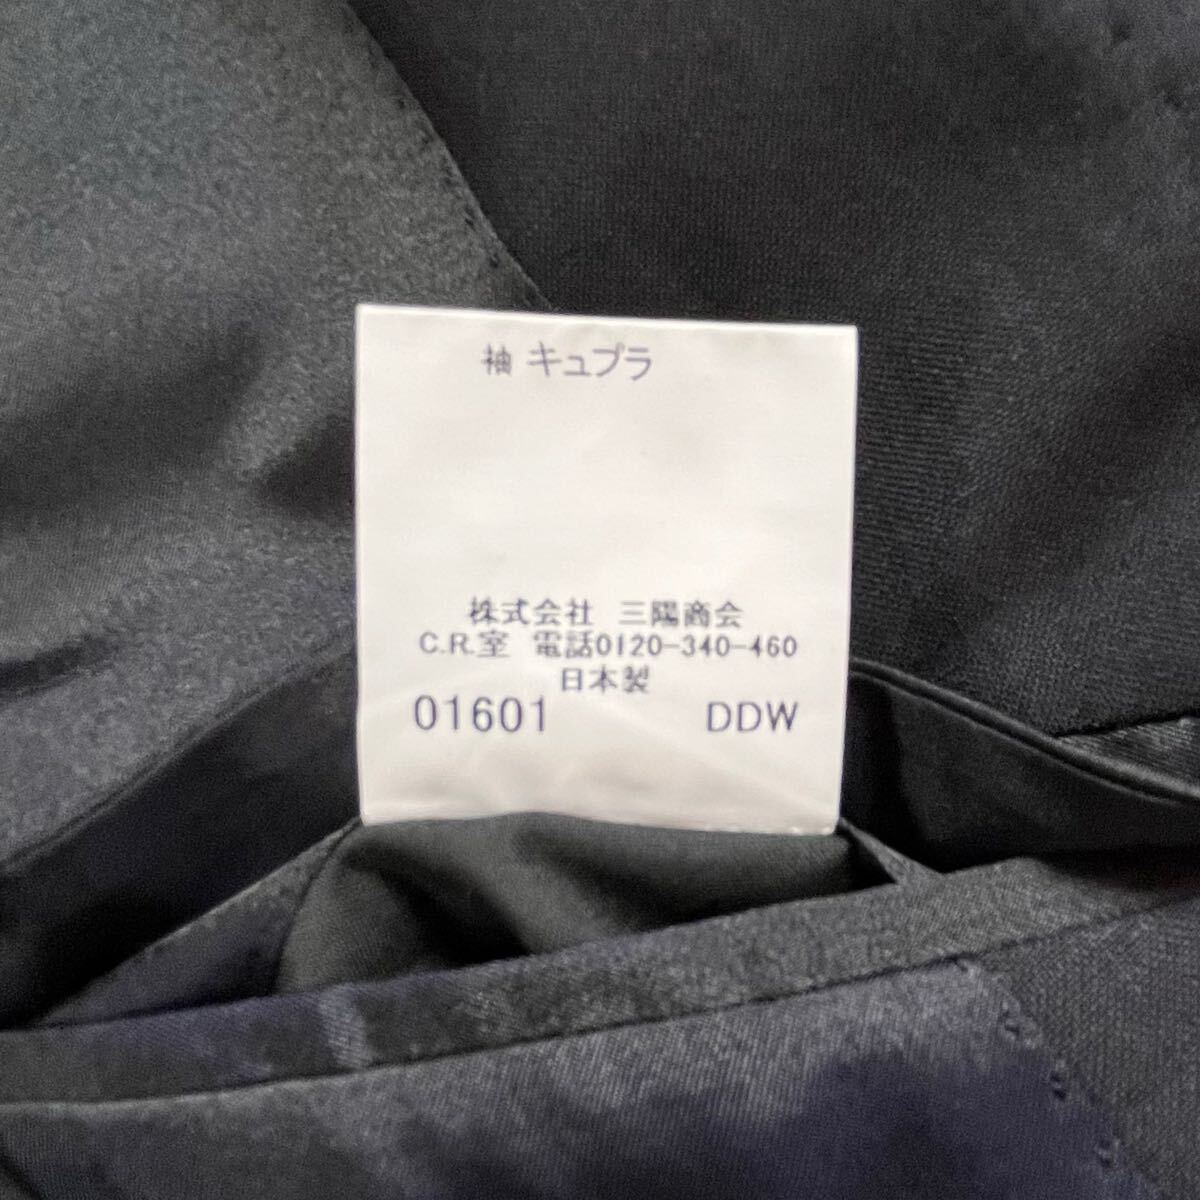 袖 キュプラ
株式会社 三陽商会
C.R.室 電話0120-340-460
日本製
01601 DDW